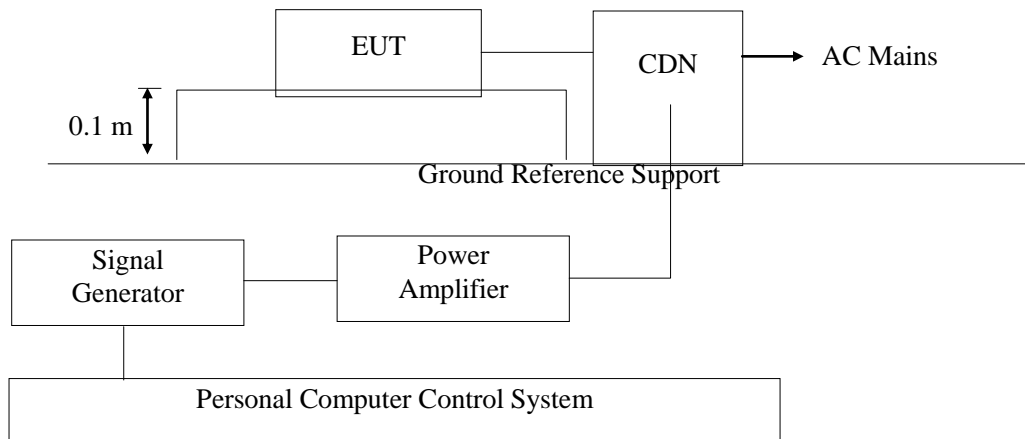 EUT
CDN
AC Mains
0.1 m
Ground Reference Support
Signal
Generator
Power
Amplifier
Personal Computer Control System